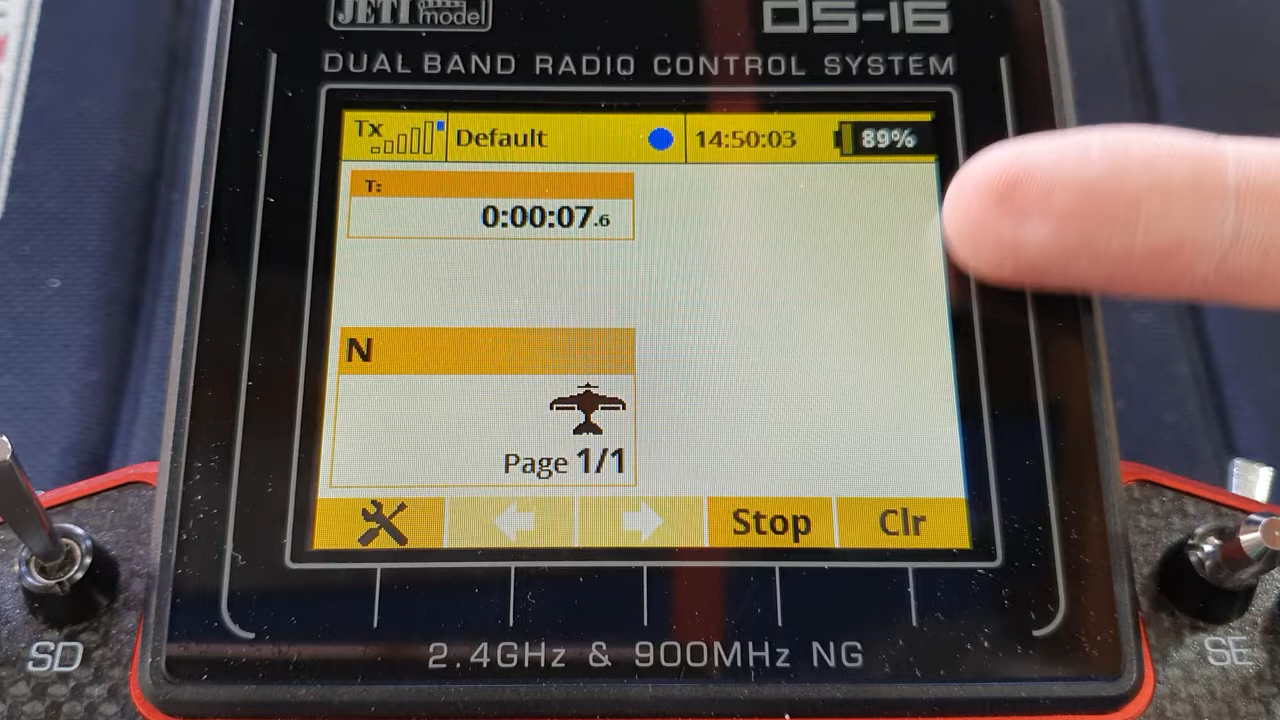 JETI model DS-16
DUAL BAND RADIO CONTROL SYSTEM
Tx Default 14:50:03 89%
T:
0:00:07.6
N
Page 1/1
Stop Clr
2.4GHz & 900MHz NG
SD SE